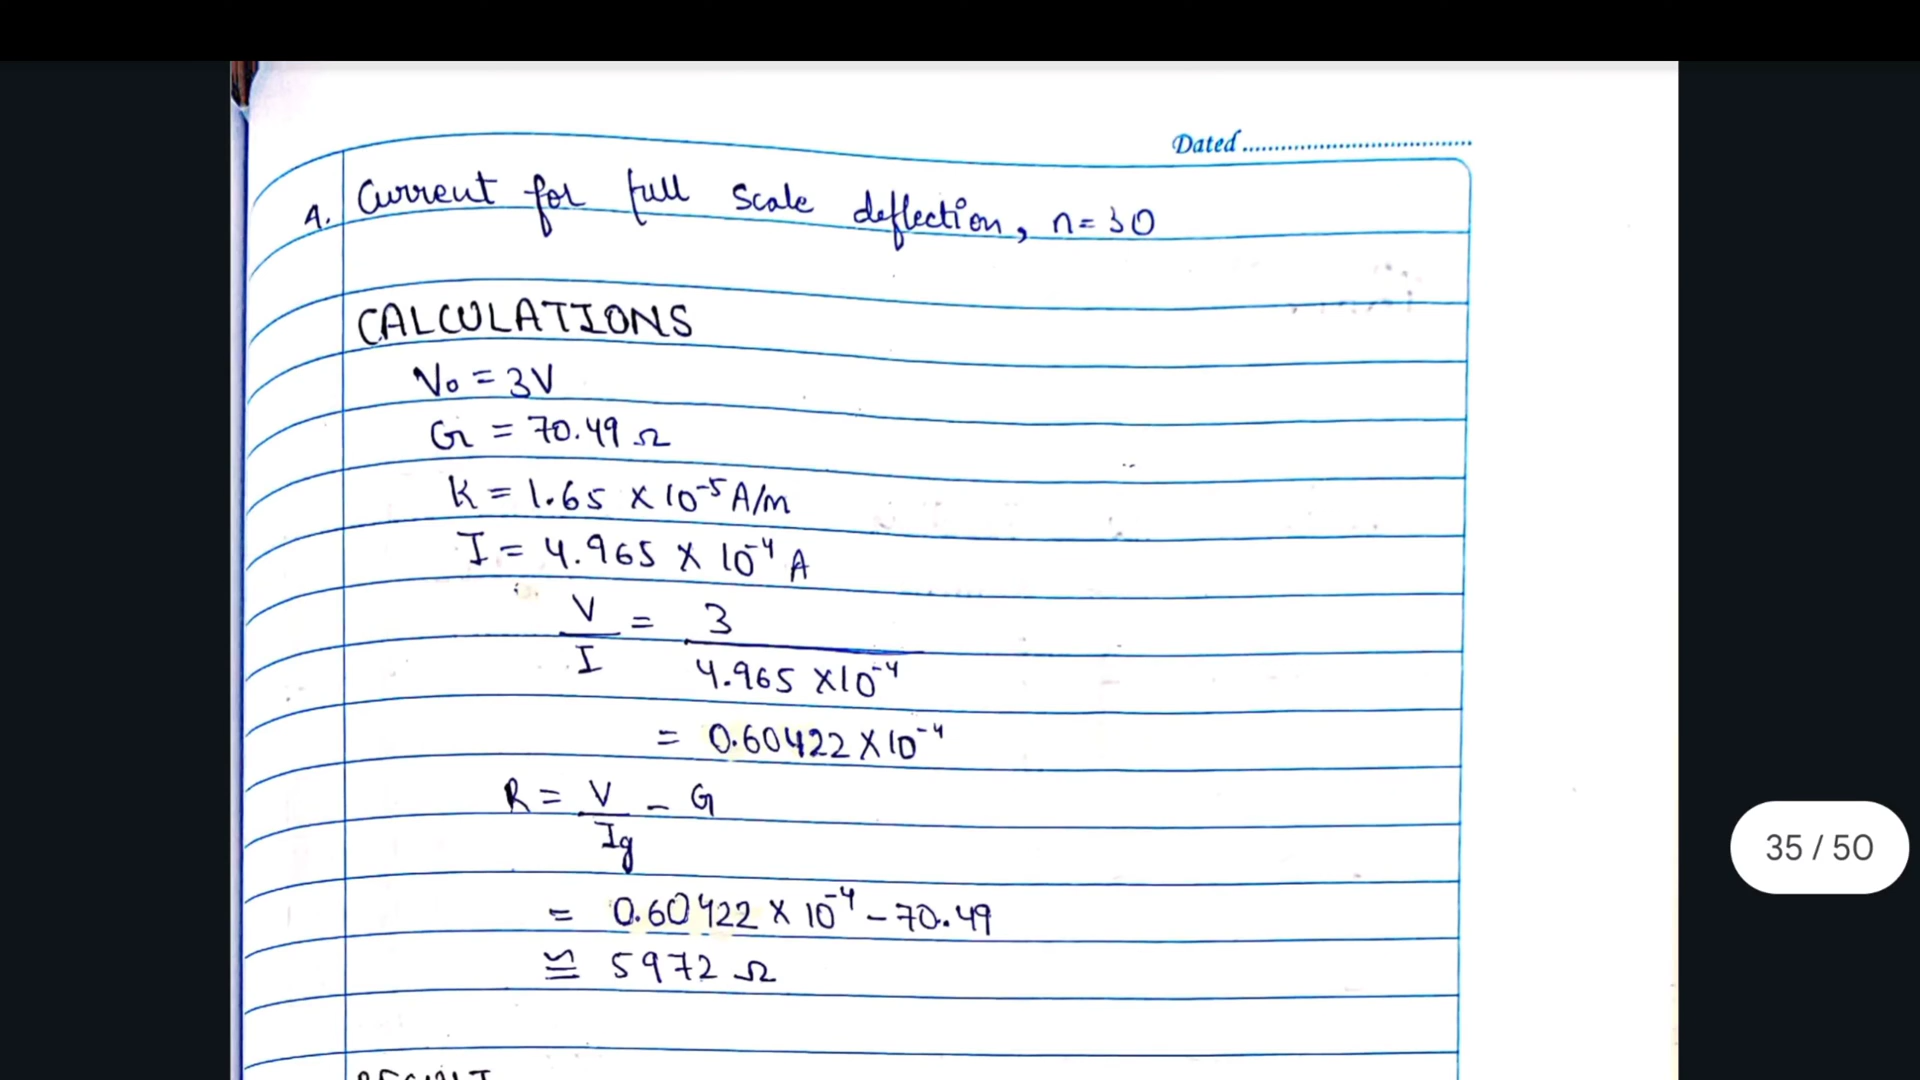 Dated
4. Current for full scale deflection, n=30
CALCULATIONS
V₀ = 3V
G = 70.49 Ω
K = 1.65 × 10⁻⁵ A/m
I = 4.965 × 10⁻⁴ A
V/I = 3/4.965 × 10⁻⁴
= 0.60422 × 10⁻⁴
R = V/Ig - G
= 0.60422 × 10⁻⁴ - 70.49
≅ 5972 Ω
35 / 50